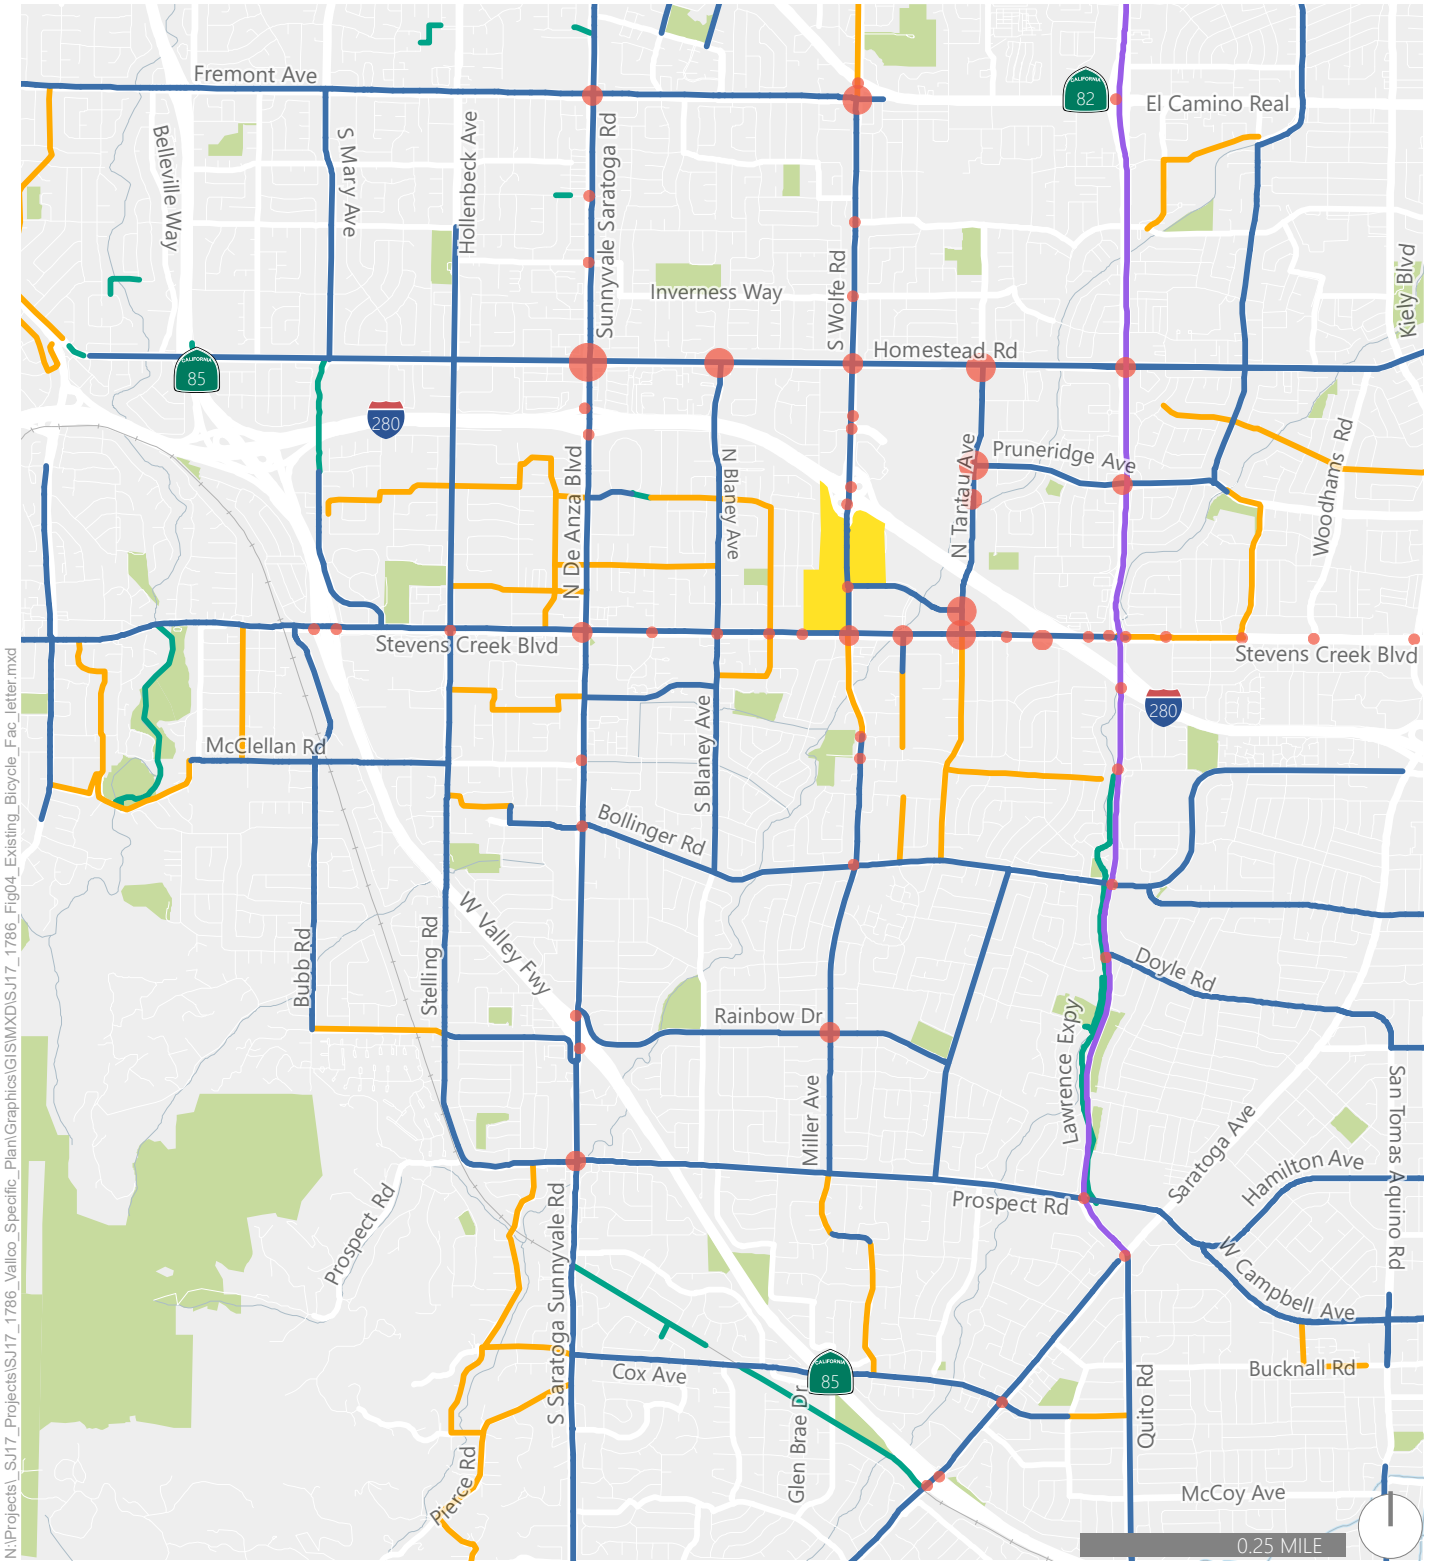 Fremont Ave
CALIFORNIA
82
El Camino Real
Belleville Way
S Mary Ave
Hollenbeck Ave
Sunnyvale Saratoga Rd
Inverness Way
S Wolfe Rd
Kiely Blvd
Homestead Rd
CALIFORNIA
85
280
N De Anza Blvd
N Blaney Ave
N Tantau Ave
Pruneridge Ave
Woodhams Rd
Stevens Creek Blvd
Stevens Creek Blvd
280
McClellan Rd
S Blaney Ave
Bollinger Rd
W Valley Fwy
Bubb Rd
Stelling Rd
Doyle Rd
Rainbow Dr
Lawrence Expy
Miller Ave
San Tomas Aquino Rd
Saratoga Ave
Hamilton Ave
Prospect Rd
Prospect Rd
S Saratoga Sunnyvale Rd
W Campbell Ave
Cox Ave
CALIFORNIA
85
Glen Brae Dr
Bucknall Rd
Quito Rd
Pierce Rd
McCoy Ave
0.25 MILE
N:\Projects\_SJ17_Projects\SJ17_1786_Vallco_Specific_Plan\Graphics\GIS\MXD\SJ17_1786_Fig04_Existing_Bicycle_Fac_letter.mxd